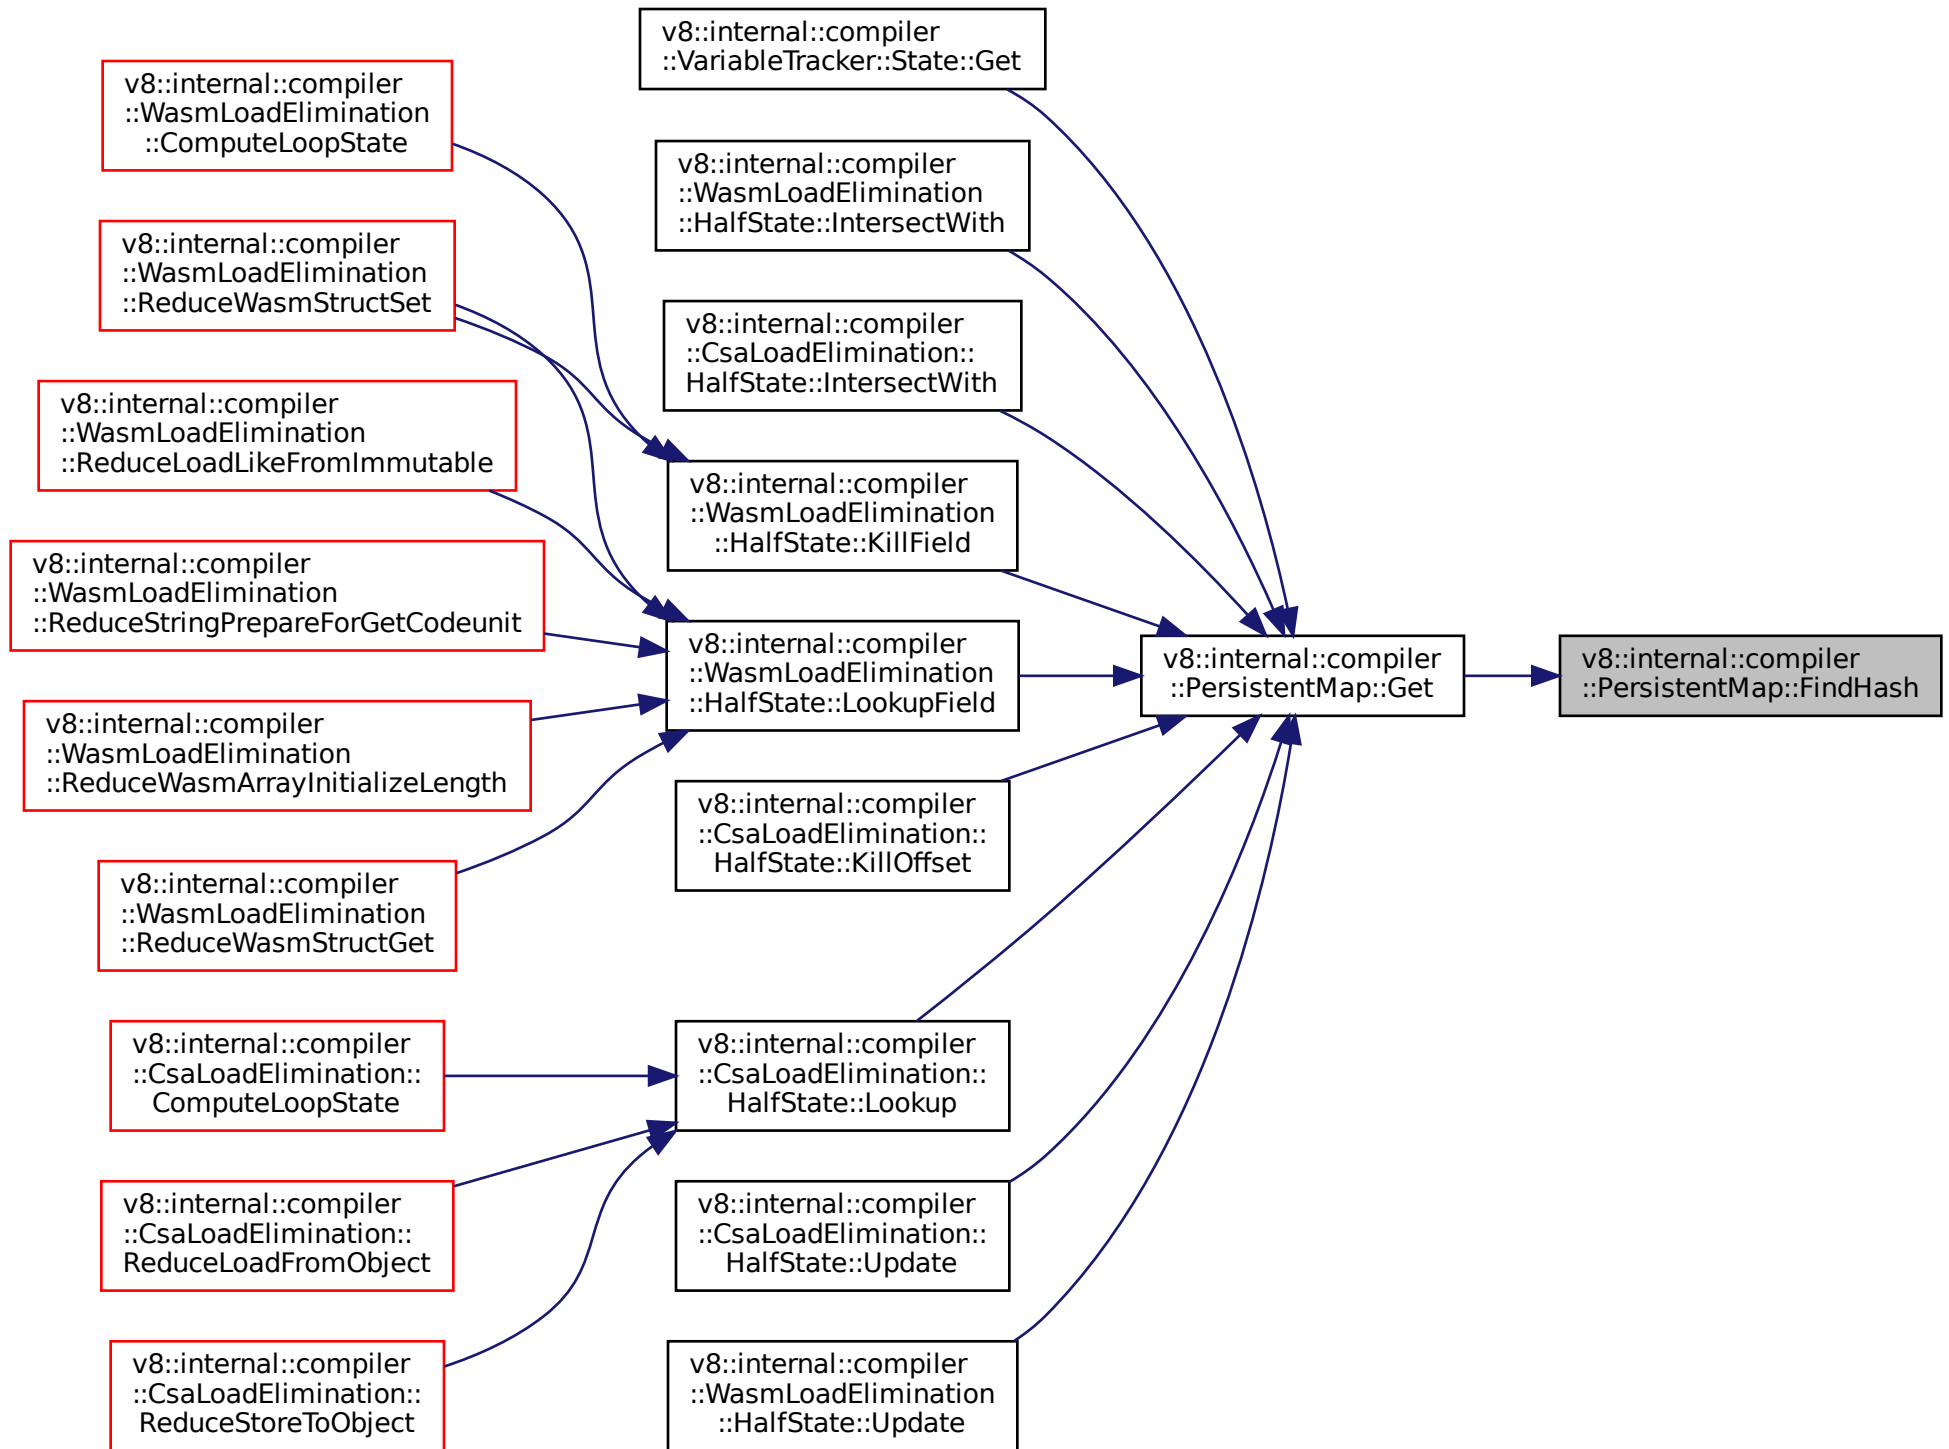 v8::internal::compiler
::VariableTracker::State::Get
v8::internal::compiler
::WasmLoadElimination
::ComputeLoopState
v8::internal::compiler
::WasmLoadElimination
::HalfState::IntersectWith
v8::internal::compiler
::WasmLoadElimination
::ReduceWasmStructSet
v8::internal::compiler
::CsaLoadElimination::
HalfState::IntersectWith
v8::internal::compiler
::WasmLoadElimination
::ReduceLoadLikeFromImmutable
v8::internal::compiler
::WasmLoadElimination
::HalfState::KillField
v8::internal::compiler
::WasmLoadElimination
::ReduceStringPrepareForGetCodeunit
v8::internal::compiler
::WasmLoadElimination
::HalfState::LookupField
v8::internal::compiler
::PersistentMap::Get
v8::internal::compiler
::PersistentMap::FindHash
v8::internal::compiler
::WasmLoadElimination
::ReduceWasmArrayInitializeLength
v8::internal::compiler
::CsaLoadElimination::
HalfState::KillOffset
v8::internal::compiler
::WasmLoadElimination
::ReduceWasmStructGet
v8::internal::compiler
::CsaLoadElimination::
ComputeLoopState
v8::internal::compiler
::CsaLoadElimination::
HalfState::Lookup
v8::internal::compiler
::CsaLoadElimination::
ReduceLoadFromObject
v8::internal::compiler
::CsaLoadElimination::
HalfState::Update
v8::internal::compiler
::CsaLoadElimination::
ReduceStoreToObject
v8::internal::compiler
::WasmLoadElimination
::HalfState::Update